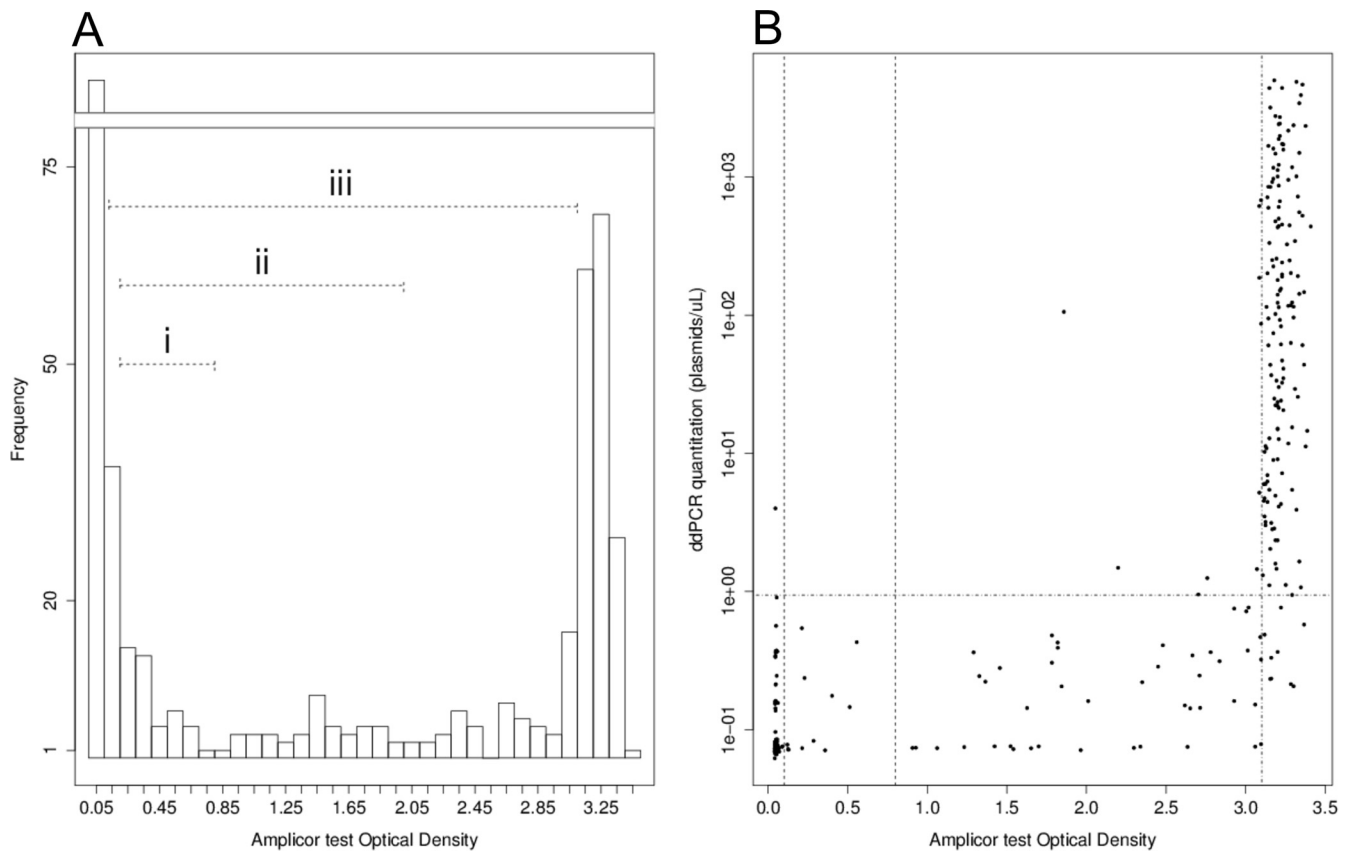 A
75
50
20
1
Frequency
iii
ii
i
0.05 0.45 0.85 1.25 1.65 2.05 2.45 2.85 3.25
Amplicor test Optical Density
B
1e+03
1e+02
1e+01
1e+00
1e−01
ddPCR quantitation (plasmids/uL)
0.0 0.5 1.0 1.5 2.0 2.5 3.0 3.5
Amplicor test Optical Density